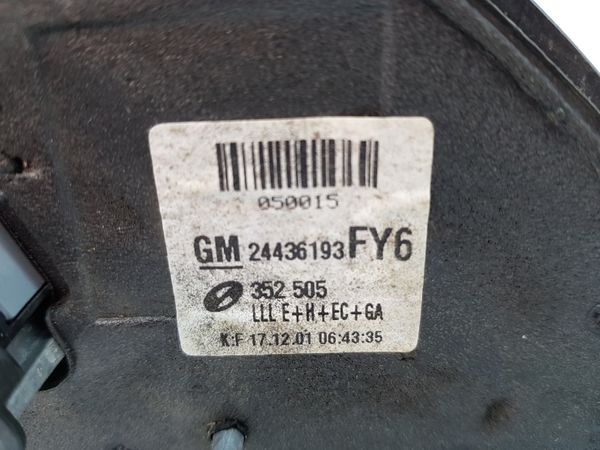 050015
GM 24436193 FY6
352 505
LLL E+H+EC+GA
K:F 17.12.01 06:43:35